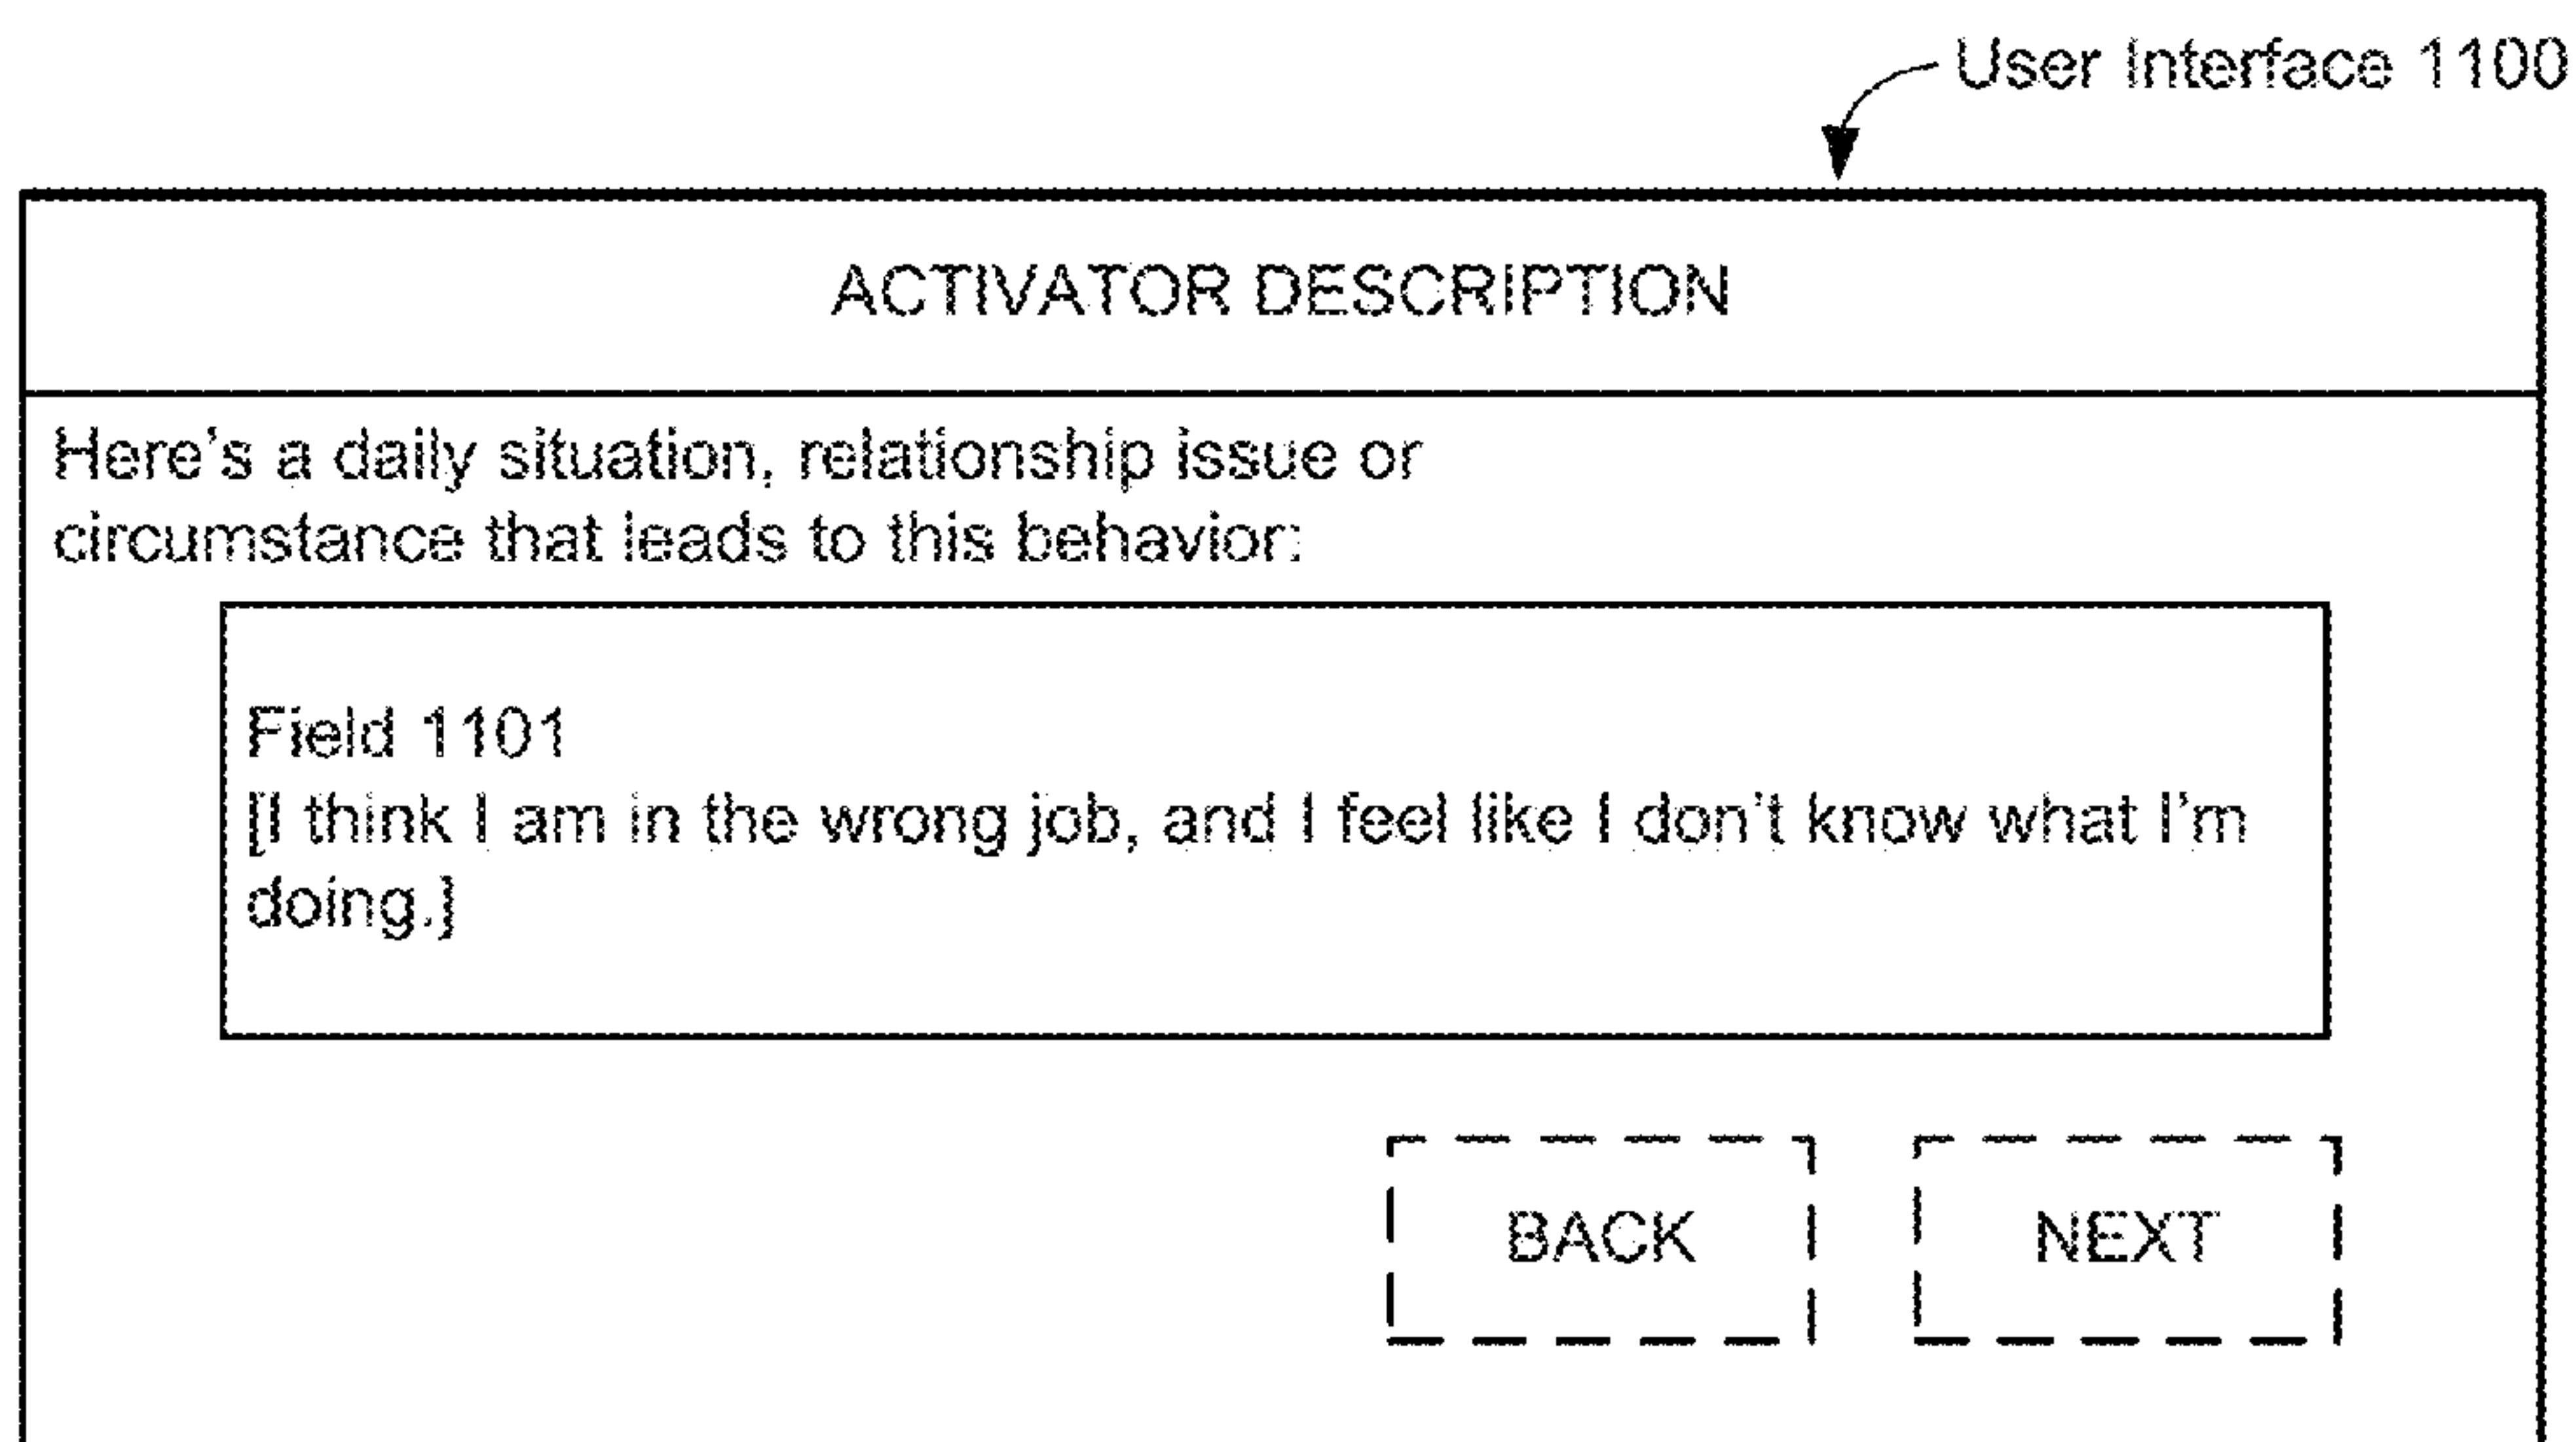 User Interface 1100
ACTIVATOR DESCRIPTION
Here's a daily situation, relationship issue or
circumstance that leads to this behavior:
Field 1101
[I think I am in the wrong job, and I feel like I don't know what I'm
doing.]
BACK NEXT